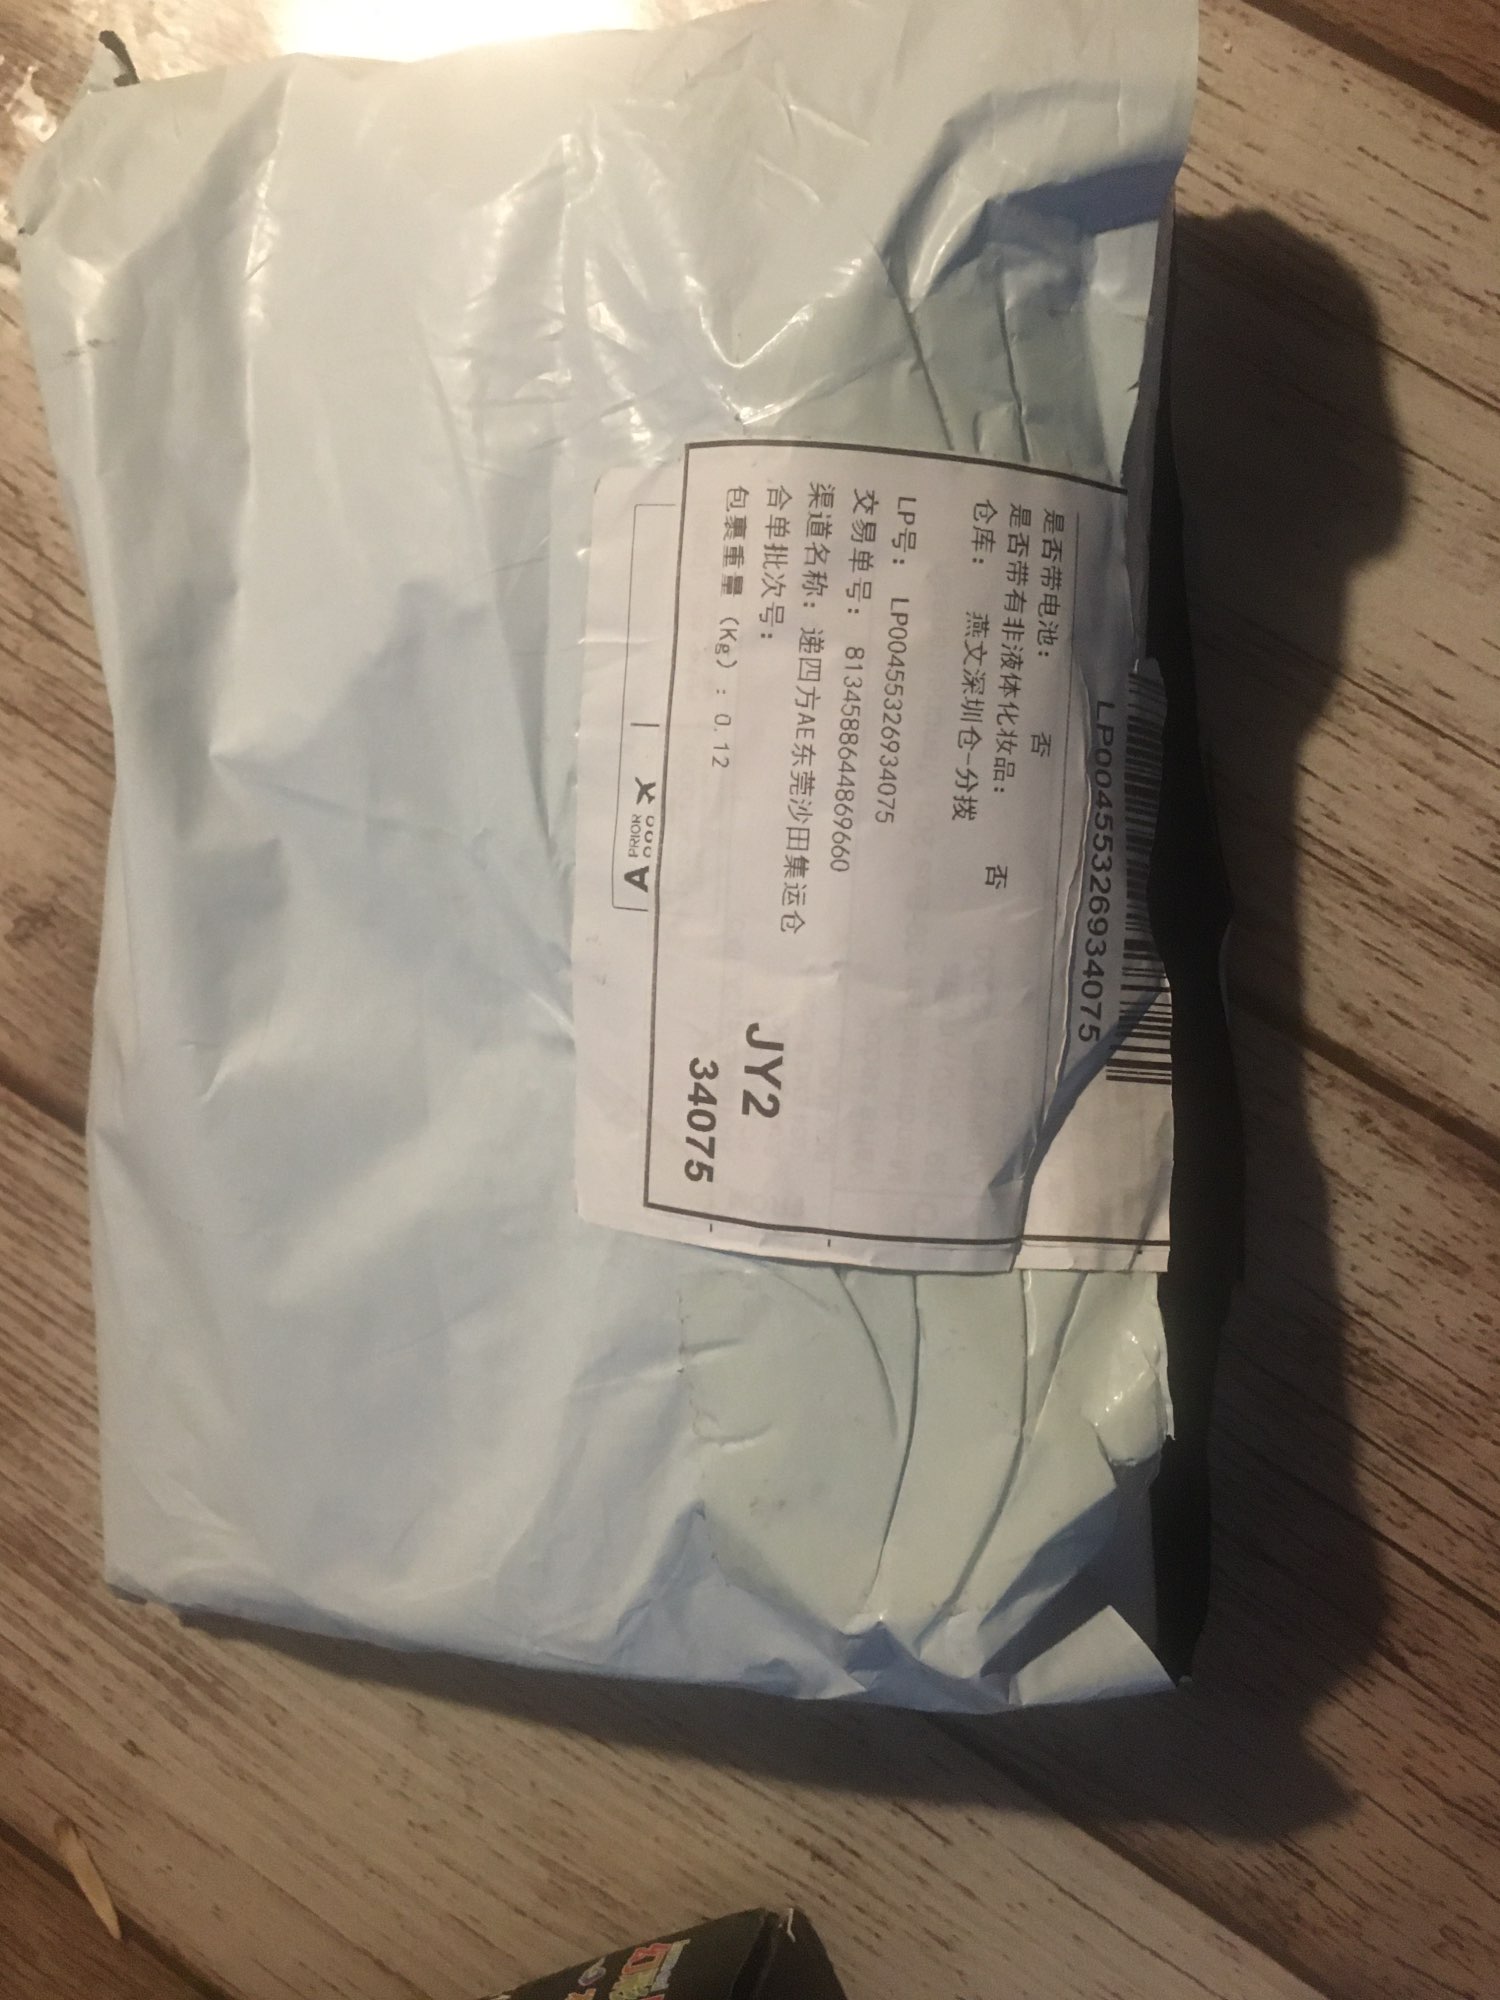 LP00455326934075
是否带电池： 否
是否带有非液体化妆品： 否
仓库： 燕文深圳仓-分拨
LP号： LP00455326934075
交易单号： 8134588644869660
渠道名称：递四方AE东莞沙田集运仓
合单批次号：
包裹重量（Kg）：0.12
JY2
34075
A
PRIOR